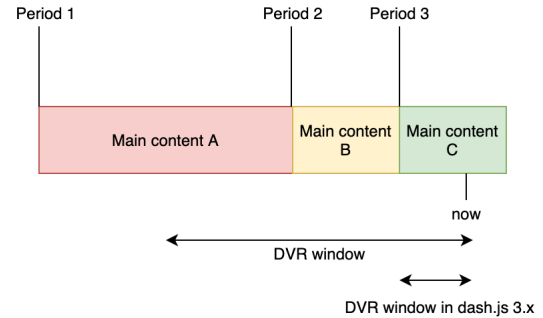 Period 1
Period 2
Period 3
Main content A
Main content
B
Main content
C
now
DVR window
DVR window in dash.js 3.x